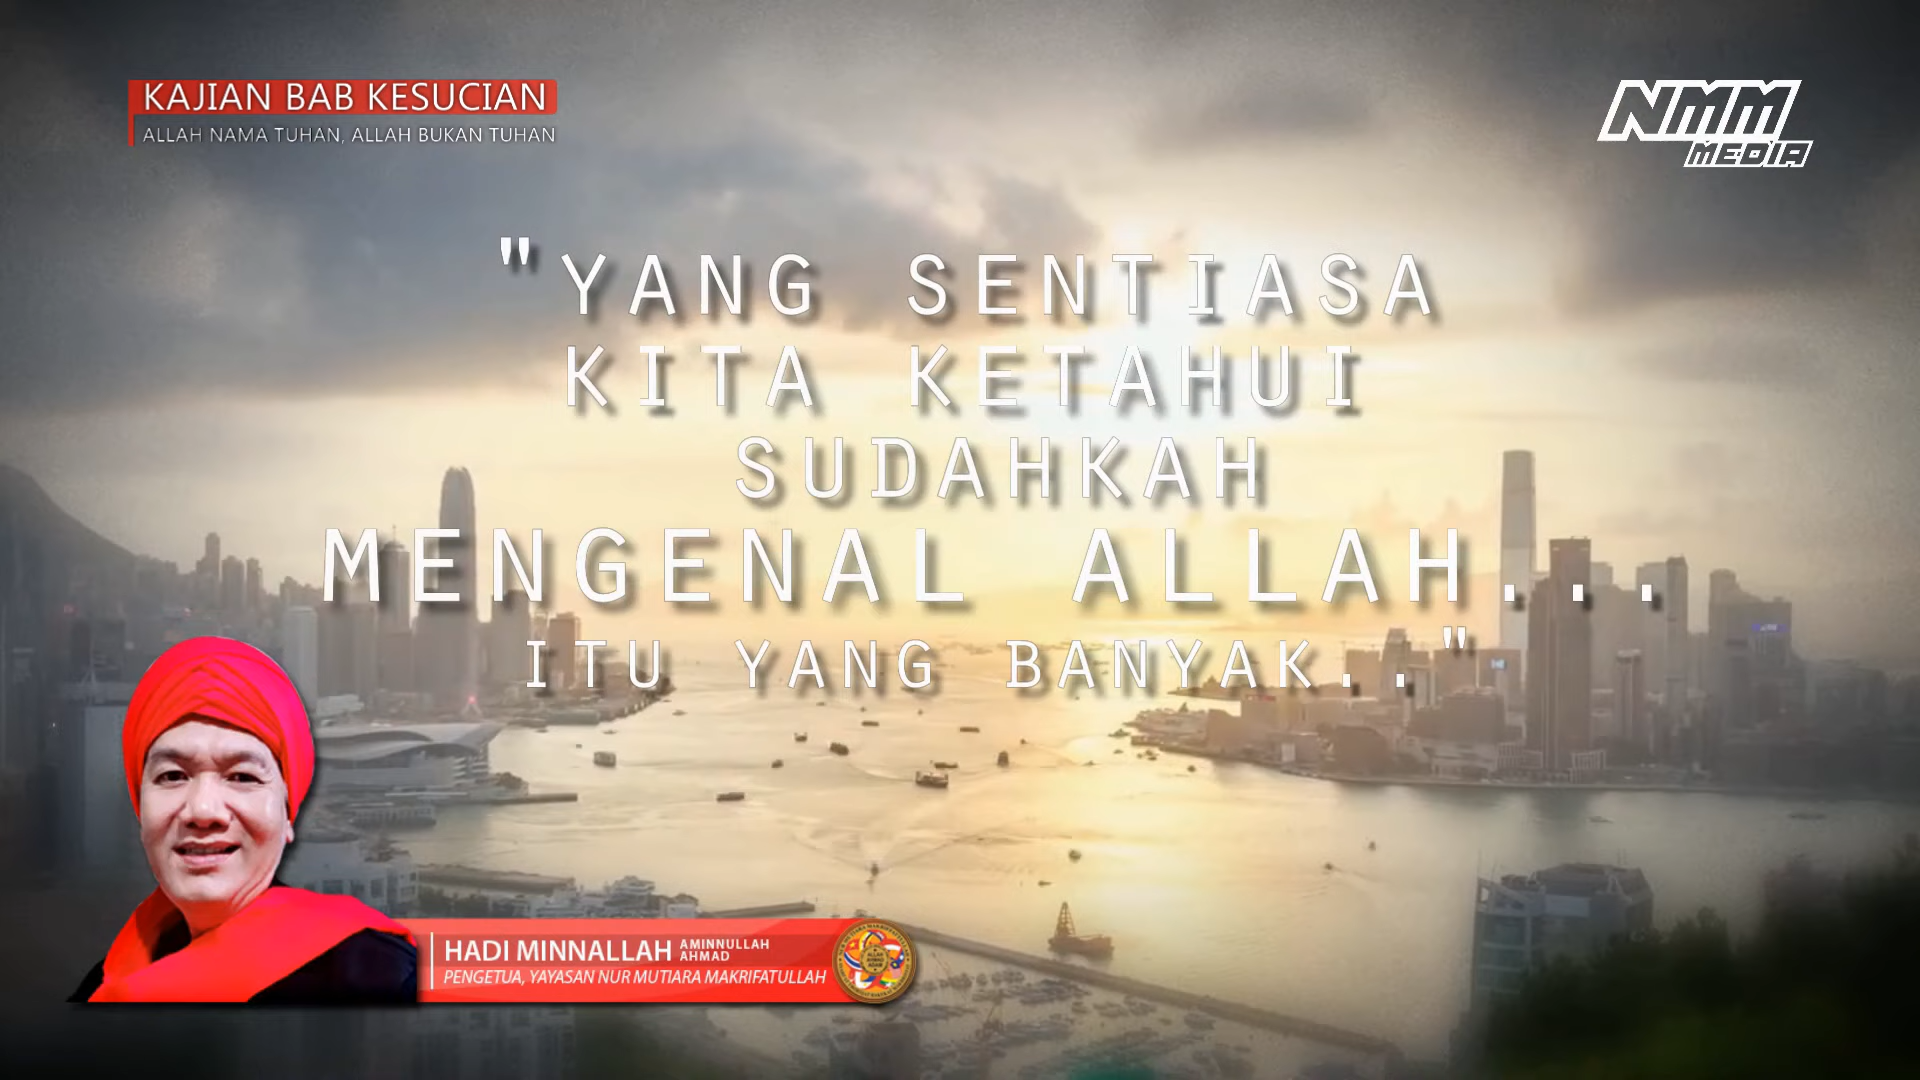 KAJIAN BAB KESUCIAN
ALLAH NAMA TUHAN, ALLAH BUKAN TUHAN
NMM
MEDIA
"YANG SENTIASA
KITA KETAHUI
SUDAHKAH
MENGENAL ALLAH...
ITU YANG BANYAK.."
HADI MINNALLAH AMINNULLAH
AHMAD
PENGETUA, YAYASAN NUR MUTIARA MAKRIFATULLAH